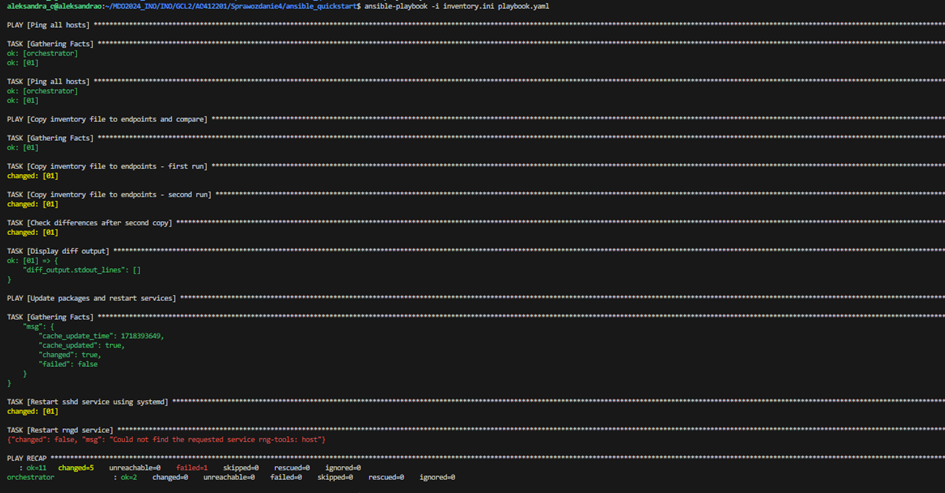 aleksandra_c@aleksandrao:~/MDO2024_INO/INO/GCL2/AO412201/Sprawozdanie4/ansible_quickstart$ ansible-playbook -i inventory.ini playbook.yaml
PLAY [Ping all hosts] ****************************************************************
TASK [Gathering Facts] ****************************************************************
ok: [orchestrator]
ok: [01]
TASK [Ping all hosts] ****************************************************************
ok: [orchestrator]
ok: [01]
PLAY [Copy inventory file to endpoints and compare] ****************************************************************
TASK [Gathering Facts] ****************************************************************
ok: [01]
TASK [Copy inventory file to endpoints - first run] ****************************************************************
changed: [01]
TASK [Copy inventory file to endpoints - second run] ****************************************************************
changed: [01]
TASK [Check differences after second copy] ****************************************************************
changed: [01]
TASK [Display diff output] ****************************************************************
ok: [01] => {
    "diff_output.stdout_lines": []
}
PLAY [Update packages and restart services] ****************************************************************
TASK [Gathering Facts] ****************************************************************
    "msg": {
        "cache_update_time": 1718393649,
        "cache_updated": true,
        "changed": true,
        "failed": false
    }
}
TASK [Restart sshd service using systemd] ****************************************************************
changed: [01]
TASK [Restart rngd service] ****************************************************************
{"changed": false, "msg": "Could not find the requested service rng-tools: host"}
PLAY RECAP ****************************************************************
: ok=11 changed=5 unreachable=0 failed=1 skipped=0 rescued=0 ignored=0
orchestrator : ok=2 changed=0 unreachable=0 failed=0 skipped=0 rescued=0 ignored=0